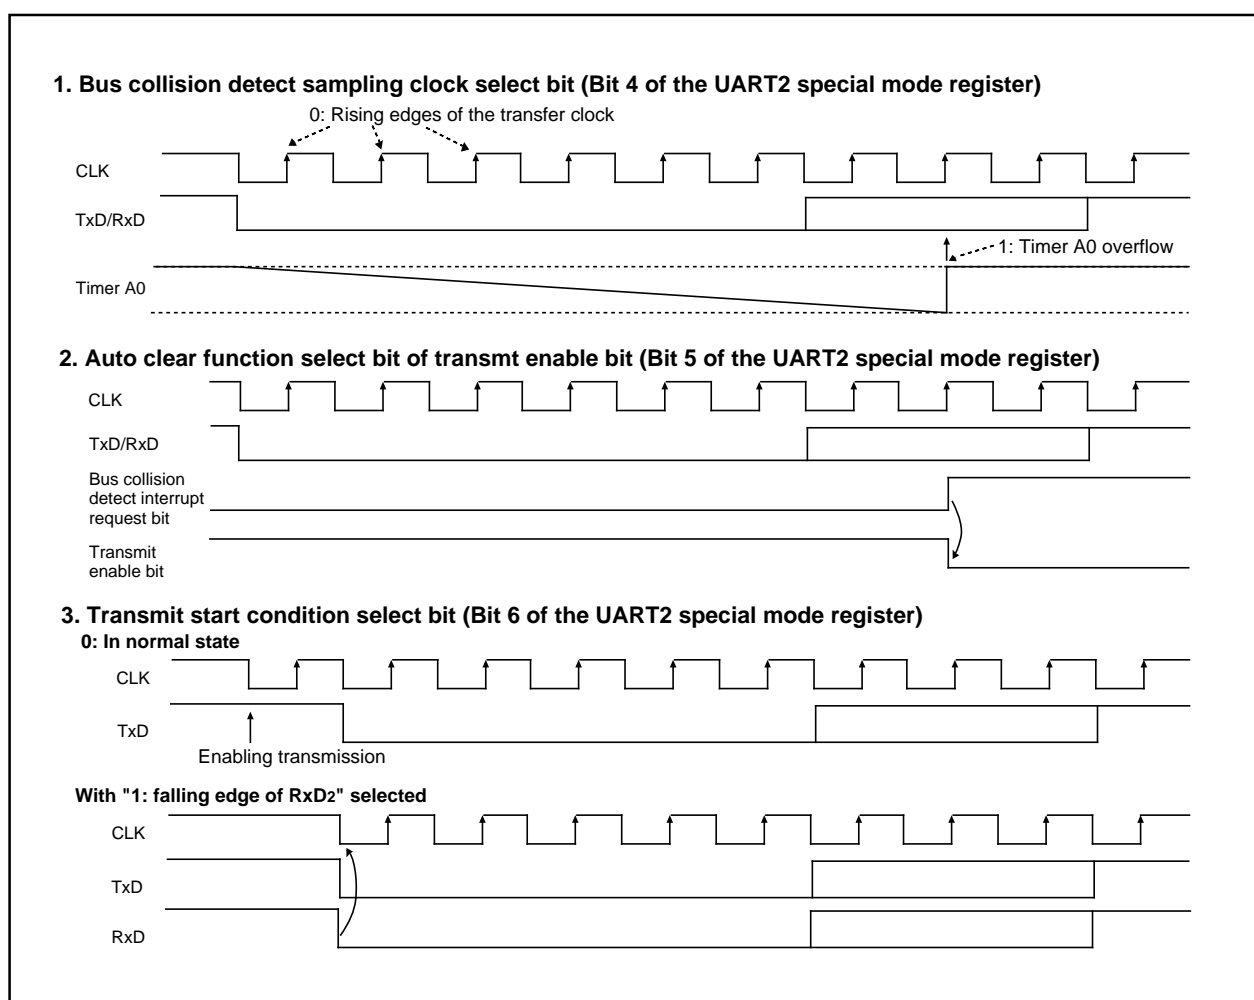 1. Bus collision detect sampling clock select bit (Bit 4 of the UART2 special mode register)
0: Rising edges of the transfer clock
CLK
TxD/RxD
1: Timer A0 overflow
Timer A0
2. Auto clear function select bit of transmt enable bit (Bit 5 of the UART2 special mode register)
CLK
TxD/RxD
Bus collision
detect interrupt
request bit
Transmit
enable bit
3. Transmit start condition select bit (Bit 6 of the UART2 special mode register)
0: In normal state
CLK
TxD
Enabling transmission
With "1: falling edge of RxD2" selected
CLK
TxD
RxD